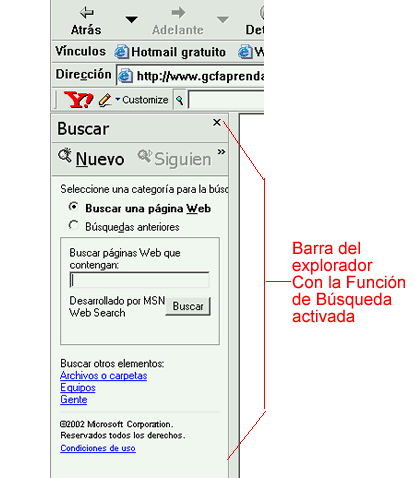 Atrás Adelante
Vínculos Hotmail gratuito
Dirección http://www.gcfaprenda
Y! Customize
Buscar
Nuevo Siguien »
Seleccione una categoría para la búsc
Buscar una página Web
Búsquedas anteriores
Buscar páginas Web que
contengan:
Desarrollado por MSN
Web Search
Buscar
Buscar otros elementos:
Archivos o carpetas
Equipos
Gente
©2002 Microsoft Corporation.
Reservados todos los derechos.
Condiciones de uso
Barra del
explorador
Con la Función
de Búsqueda
activada